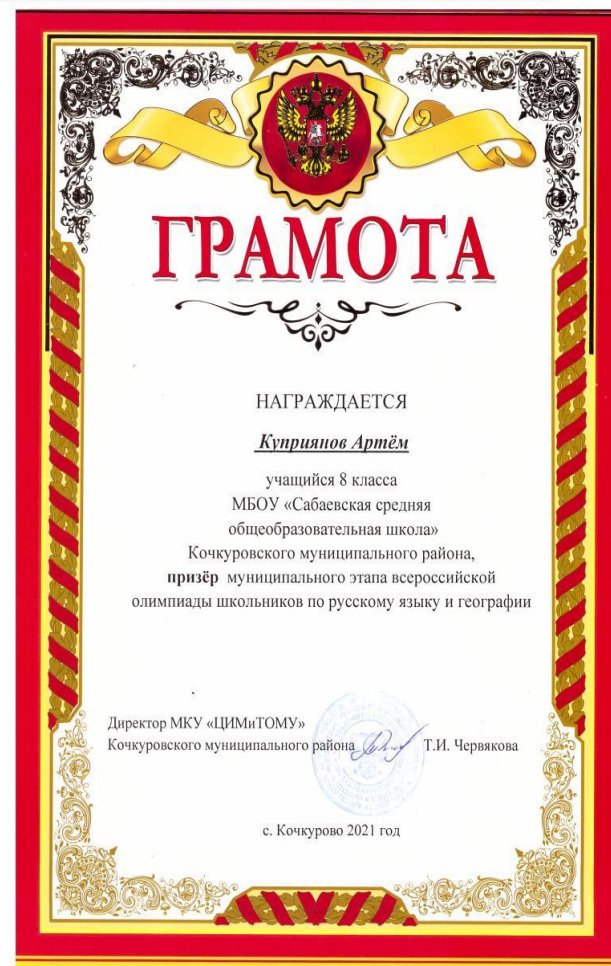 ГРАМОТА
НАГРАЖДАЕТСЯ
Куприянов Артём
учащийся 8 класса
МБОУ «Сабаевская средняя
общеобразовательная школа»
Кочкуровского муниципального района,
призёр муниципального этапа всероссийской
олимпиады школьников по русскому языку и географии
Директор МКУ «ЦИМиТОМУ»
Кочкуровского муниципального района Т.И. Червякова
с. Кочкурово 2021 год